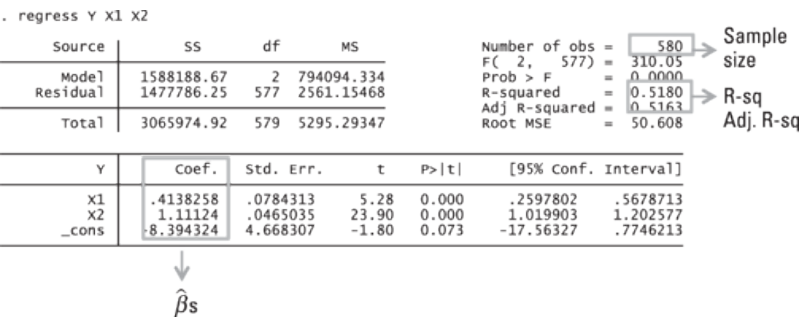 . regress Y X1 X2
Source | SS df MS
Model | 1588188.67 2 794094.334
Residual | 1477786.25 577 2561.15468
Total | 3065974.92 579 5295.29347
Number of obs = 580
F( 2, 577) = 310.05
Prob > F = 0.0000
R-squared = 0.5180
Adj R-squared = 0.5163
Root MSE = 50.608
Sample
size
R-sq
Adj. R-sq
Y | Coef. Std. Err. t P>|t| [95% Conf. Interval]
X1 | .4138258 .0784313 5.28 0.000 .2597802 .5678713
X2 | 1.11124 .0465035 23.90 0.000 1.019903 1.202577
_cons | -8.394324 4.668307 -1.80 0.073 -17.56327 .7746213
β̂s